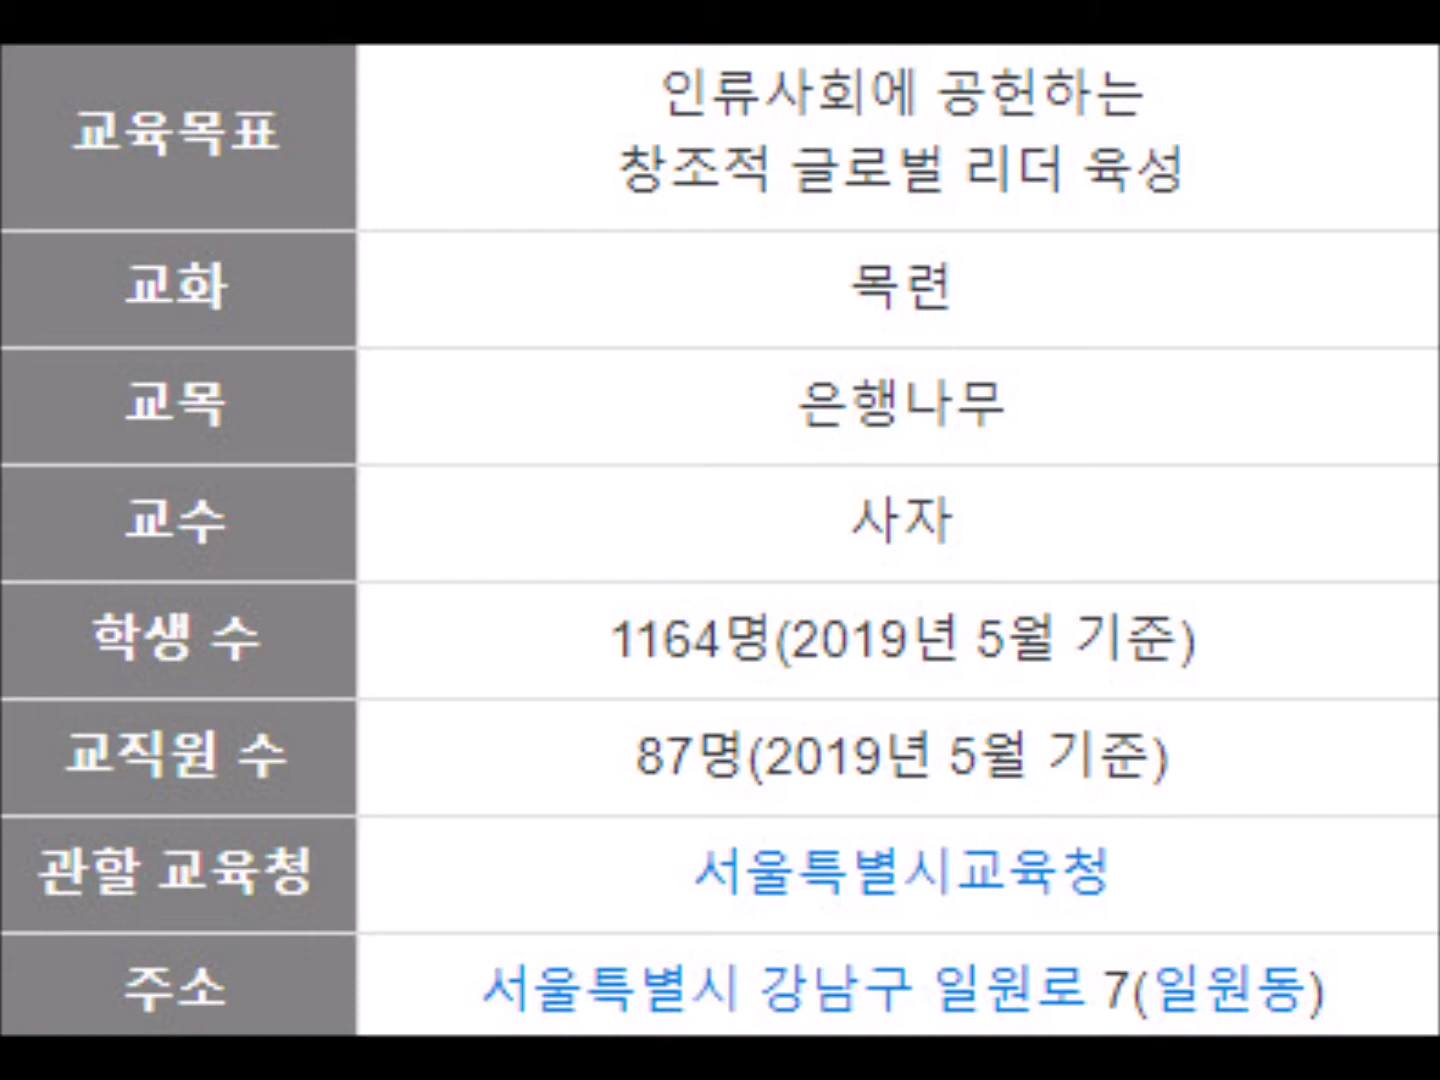 교육목표
인류사회에 공헌하는
창조적 글로벌 리더 육성
교화
목련
교목
은행나무
교수
사자
학생 수
1164명(2019년 5월 기준)
교직원 수
87명(2019년 5월 기준)
관할 교육청
서울특별시교육청
주소
서울특별시 강남구 일원로 7(일원동)